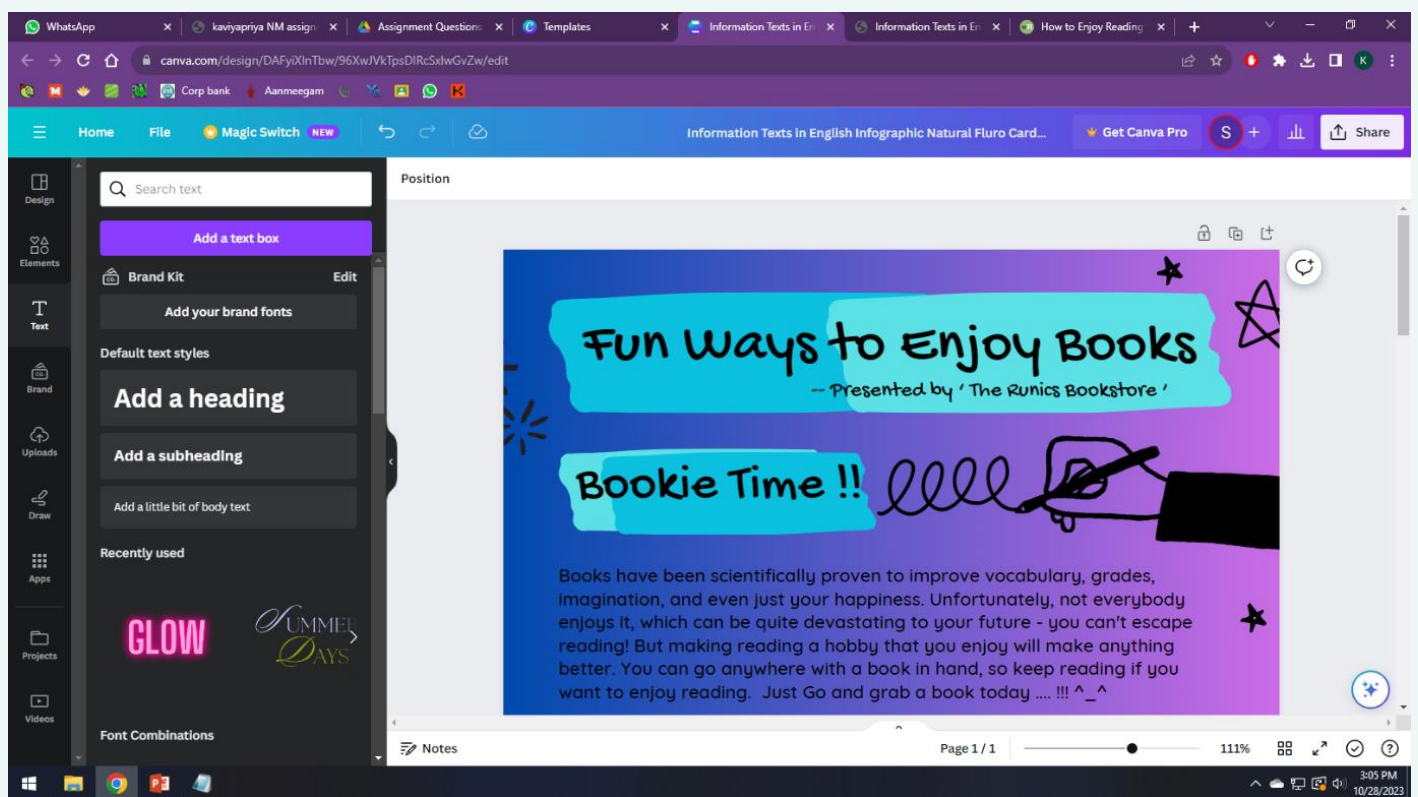 WhatsApp
kaviyapriya NM assign
Assignment Questions
Templates
Information Texts in En
Information Texts in En
How to Enjoy Reading
canva.com/design/DAFyiXInTbw/96XwJVkTpsDIRcSxIwGvZw/edit
Corp bank
Aanmeegam
K
Home File Magic Switch NEW
Information Texts in English Infographic Natural Fluro Card...
Get Canva Pro
S
Share
Design
Elements
Text
Brand
Uploads
Draw
Apps
Projects
Videos
Search text
Add a text box
Brand Kit Edit
Add your brand fonts
Default text styles
Add a heading
Add a subheading
Add a little bit of body text
Recently used
GLOW
SUMMER
DAYS
Font Combinations
Position
Fun Ways to Enjoy Books
-- Presented by ‘ The Runics Bookstore ’
Bookie Time !!
Books have been scientifically proven to improve vocabulary, grades,
imagination, and even just your happiness. Unfortunately, not everybody
enjoys it, which can be quite devastating to your future - you can't escape
reading! But making reading a hobby that you enjoy will make anything
better. You can go anywhere with a book in hand, so keep reading if you
want to enjoy reading. Just Go and grab a book today .... !!! ^_^
Notes
Page 1 / 1
111%
3:05 PM
10/28/2023